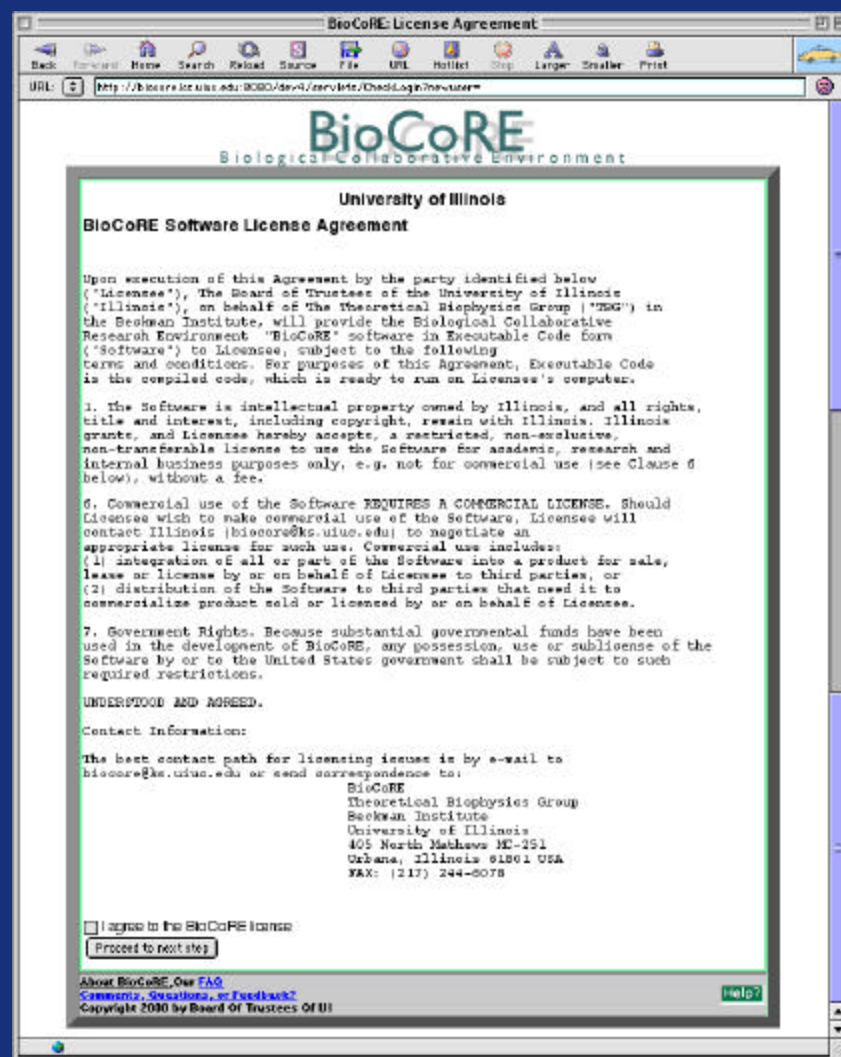 BioCoRE: License Agreement
Back Forward Home Search Reload Source File URL Hotlist Stop Larger Smaller Print
URL: http://biocore.ks.uiuc.edu:8080/dev4/servlets/CheckLogin?newuser=
BioCoRE
Biological Collaborative Environment
University of Illinois
BioCoRE Software License Agreement
Upon execution of this Agreement by the party identified below
("Licensee"), The Board of Trustees of the University of Illinois
("Illinois"), on behalf of The Theoretical Biophysics Group ("TBG") in
the Beckman Institute, will provide the Biological Collaborative
Research Environment "BioCoRE" software in Executable Code form
("Software") to Licensee, subject to the following
terms and conditions. For purposes of this Agreement, Executable Code
is the compiled code, which is ready to run on Licensee's computer.
1. The Software is intellectual property owned by Illinois, and all rights,
title and interest, including copyright, remain with Illinois. Illinois
grants, and Licensee hereby accepts, a restricted, non-exclusive,
non-transferable license to use the Software for academic, research and
internal business purposes only, e.g. not for commercial use (see Clause 6
below), without a fee.
6. Commercial use of the Software REQUIRES A COMMERCIAL LICENSE. Should
Licensee wish to make commercial use of the Software, Licensee will
contact Illinois (biocore@ks.uiuc.edu) to negotiate an
appropriate license for such use. Commercial use includes:
(1) integration of all or part of the Software into a product for sale,
lease or license by or on behalf of Licensee to third parties, or
(2) distribution of the Software to third parties that need it to
commercialize product sold or licensed by or on behalf of Licensee.
7. Government Rights. Because substantial governmental funds have been
used in the development of BioCoRE, any possession, use or sublicense of the
Software by or to the United States government shall be subject to such
required restrictions.
UNDERSTOOD AND AGREED.
Contact Information:
The best contact path for licensing issues is by e-mail to
biocore@ks.uiuc.edu or send correspondence to:
BioCoRE
Theoretical Biophysics Group
Beckman Institute
University of Illinois
405 North Mathews MC-251
Urbana, Illinois 61801 USA
FAX: (217) 244-6078
I agree to the BioCoRE license
Proceed to next step
About BioCoRE, Our FAQ
Comments, Questions, or Feedback?
Help?
Copyright 2000 by Board Of Trustees Of UI